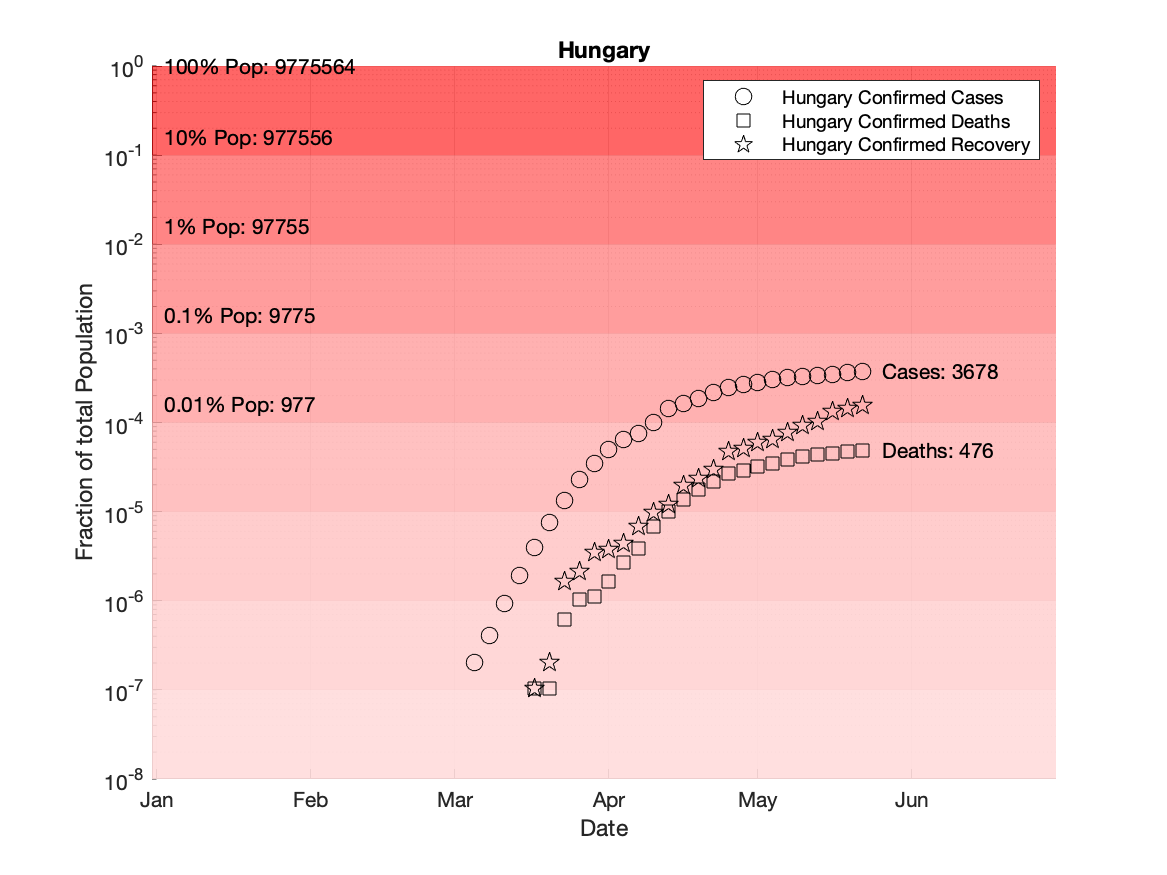 Hungary
10^0
100% Pop: 9775564
Hungary Confirmed Cases
Hungary Confirmed Deaths
Hungary Confirmed Recovery
10% Pop: 977556
10^-1
1% Pop: 97755
10^-2
0.1% Pop: 9775
10^-3
Cases: 3678
0.01% Pop: 977
10^-4
Deaths: 476
10^-5
10^-6
10^-7
10^-8
Fraction of total Population
Jan Feb Mar Apr May Jun
Date